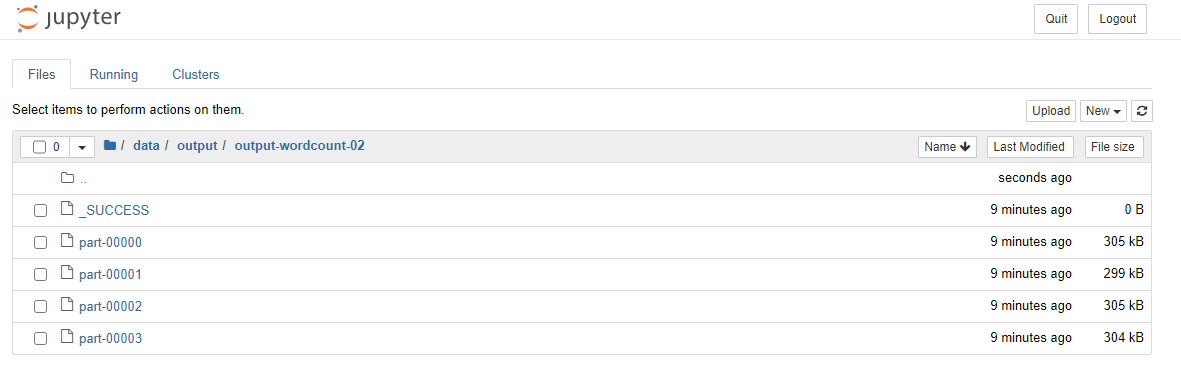 jupyter Quit Logout
Files Running Clusters
Select items to perform actions on them. Upload New
0 / data / output / output-wordcount-02 Name Last Modified File size
.. seconds ago
_SUCCESS 9 minutes ago 0 B
part-00000 9 minutes ago 305 kB
part-00001 9 minutes ago 299 kB
part-00002 9 minutes ago 305 kB
part-00003 9 minutes ago 304 kB